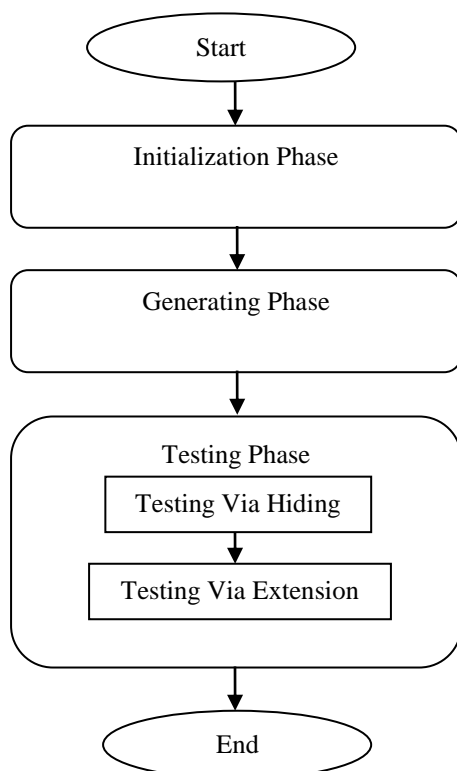 Start
Initialization Phase
Generating Phase
Testing Phase
Testing Via Hiding
Testing Via Extension
End